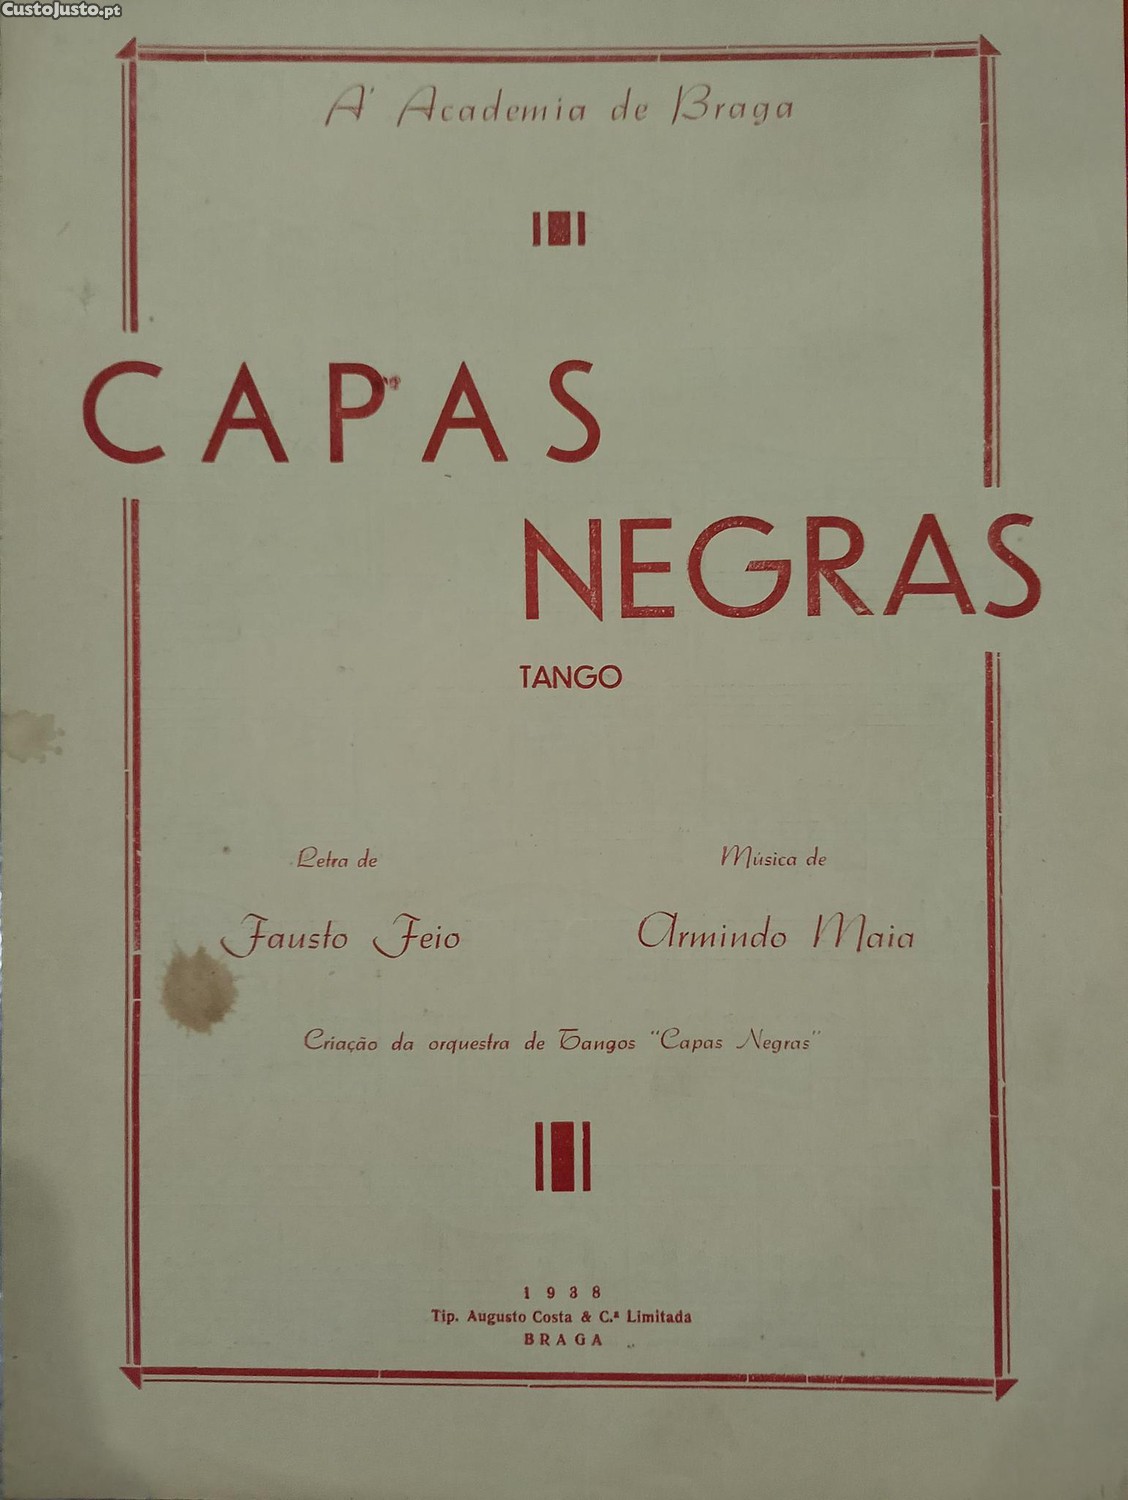 CustoJusto.pt
A' Academia de Braga
CAPAS
NEGRAS
TANGO
Letra de
Fausto Feio
Música de
Armindo Maia
Criação da orquestra de Tangos "Capas Negras"
1938
Tip. Augusto Costa & C.ª Limitada
BRAGA